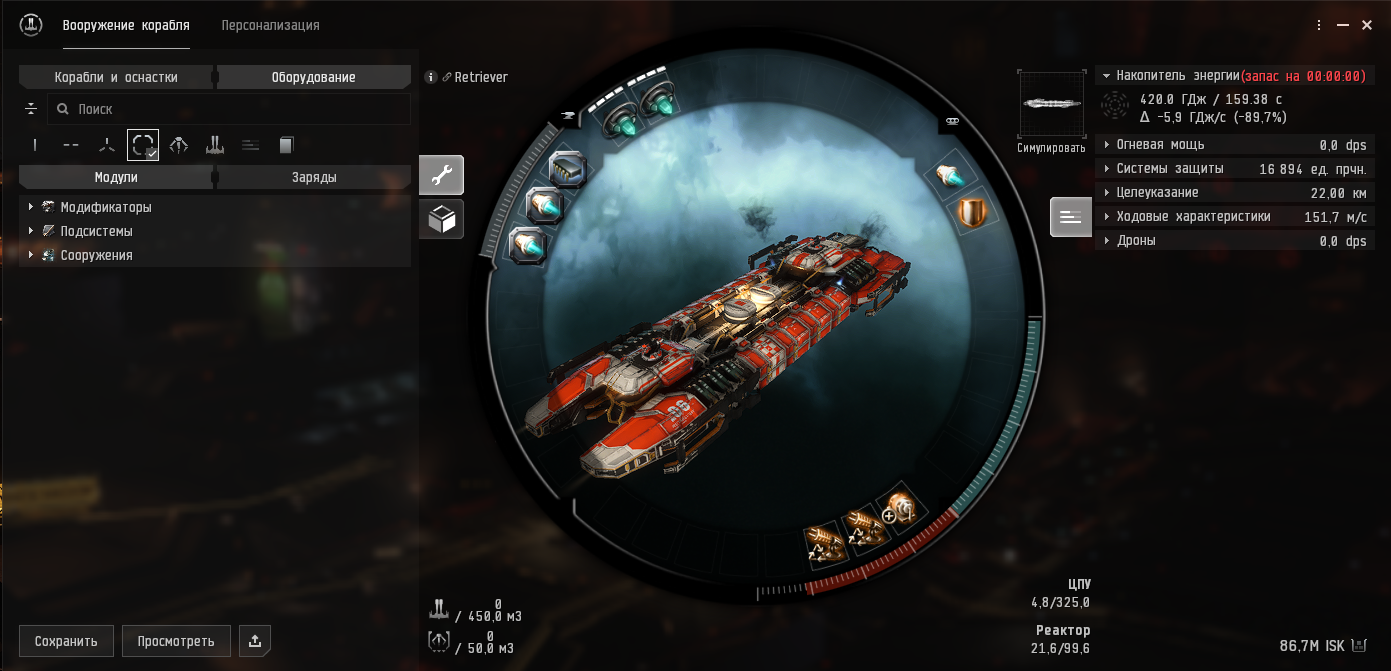 Вооружение корабля
Персонализация
Корабли и оснастки
Оборудование
Поиск
Модули
Заряды
Модификаторы
Подсистемы
Сооружения
Сохранить
Просмотреть
Retriever
Симулировать
Накопитель энергии(запас на 00:00:00)
420.0 ГДж / 159.38 с
Δ -5,9 ГДж/с (-89,7%)
Огневая мощь 0,0 dps
Системы защиты 16 894 ед. прчн.
Целеуказание 22,00 км
Ходовые характеристики 151,7 м/с
Дроны 0,0 dps
0
/ 450,0 м3
0
/ 50,0 м3
ЦПУ
4,8/325,0
Реактор
21,6/99,6
86,7M ISK